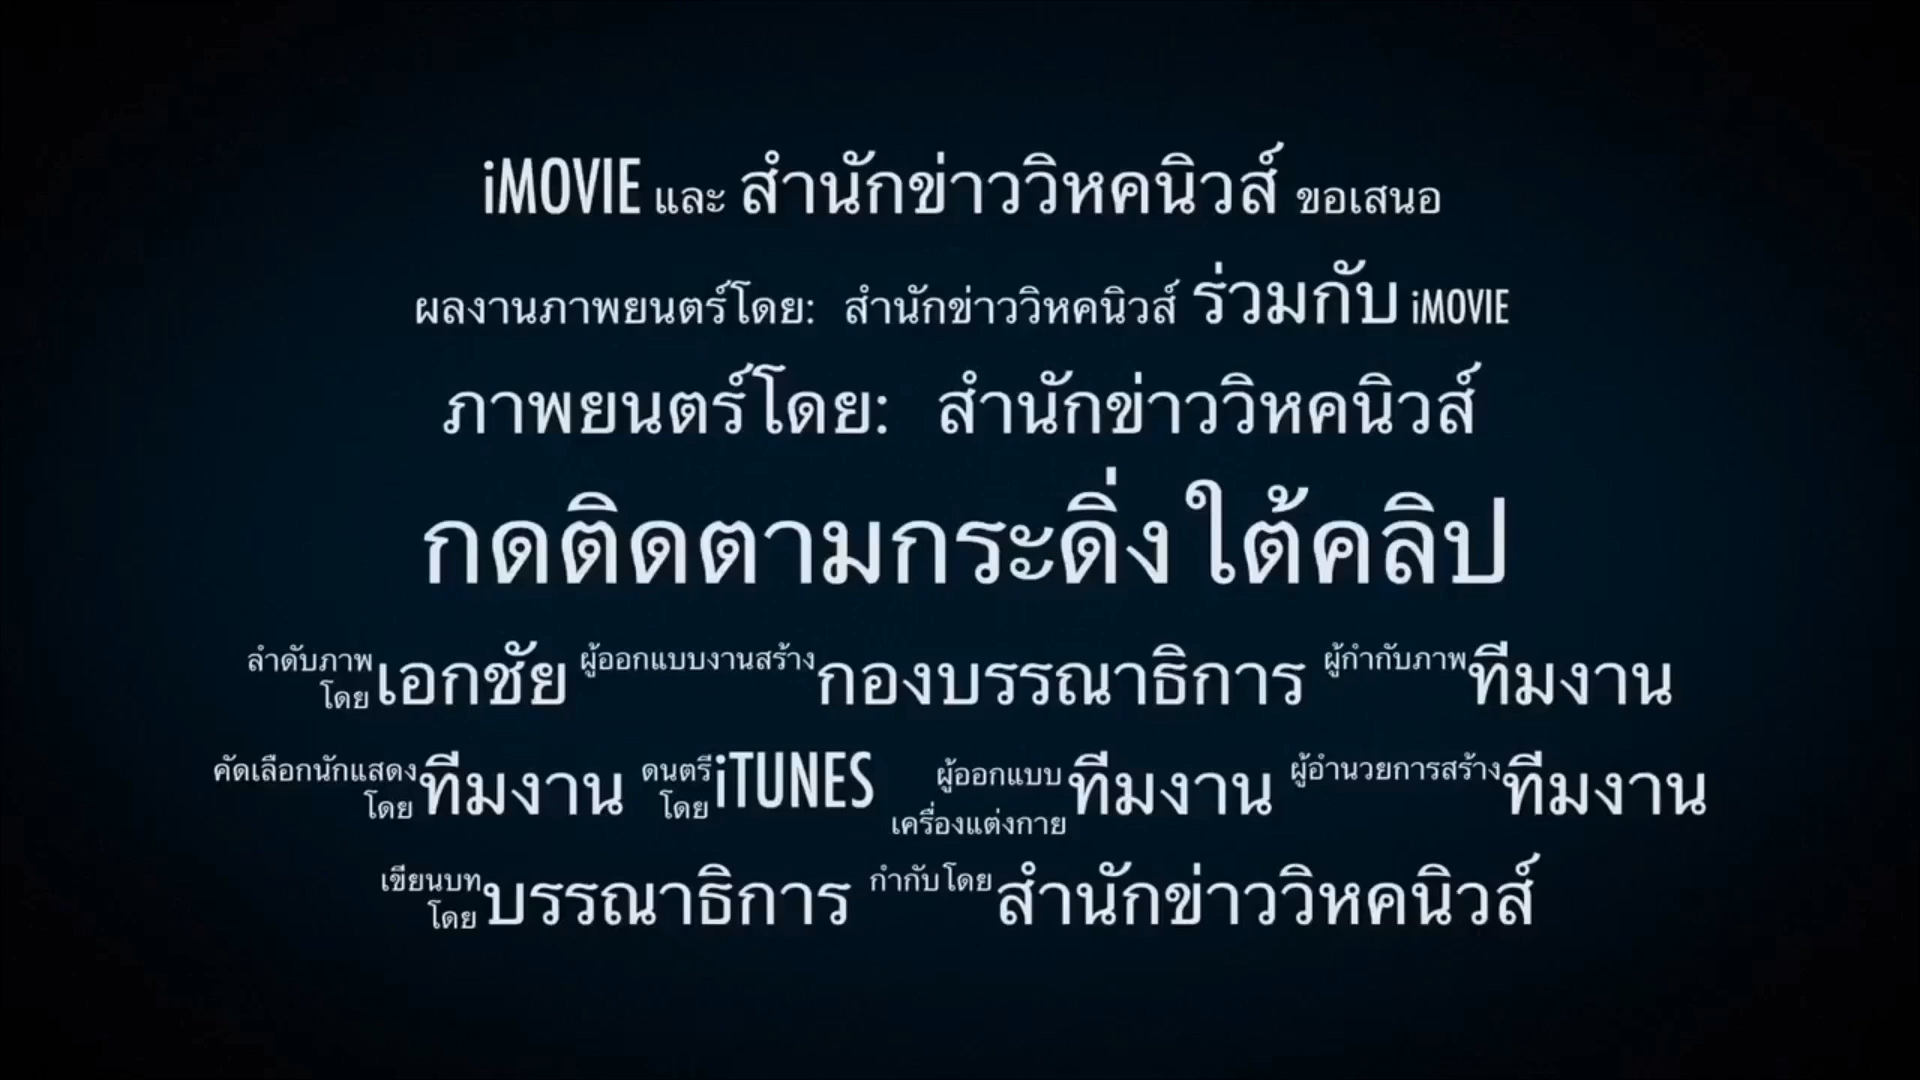 iMOVIE และ สำนักข่าววิหคนิวส์ ขอเสนอ
ผลงานภาพยนตร์โดย: สำนักข่าววิหคนิวส์ ร่วมกับ iMOVIE
ภาพยนตร์โดย: สำนักข่าววิหคนิวส์
กดติดตามกระดิ่งใต้คลิป
ลำดับภาพโดย เอกชัย ผู้ออกแบบงานสร้าง กองบรรณาธิการ ผู้กำกับภาพ ทีมงาน
คัดเลือกนักแสดงโดย ทีมงาน ดนตรีโดย iTUNES ผู้ออกแบบเครื่องแต่งกาย ทีมงาน ผู้อำนวยการสร้าง ทีมงาน
เขียนบทโดย บรรณาธิการ กำกับโดย สำนักข่าววิหคนิวส์